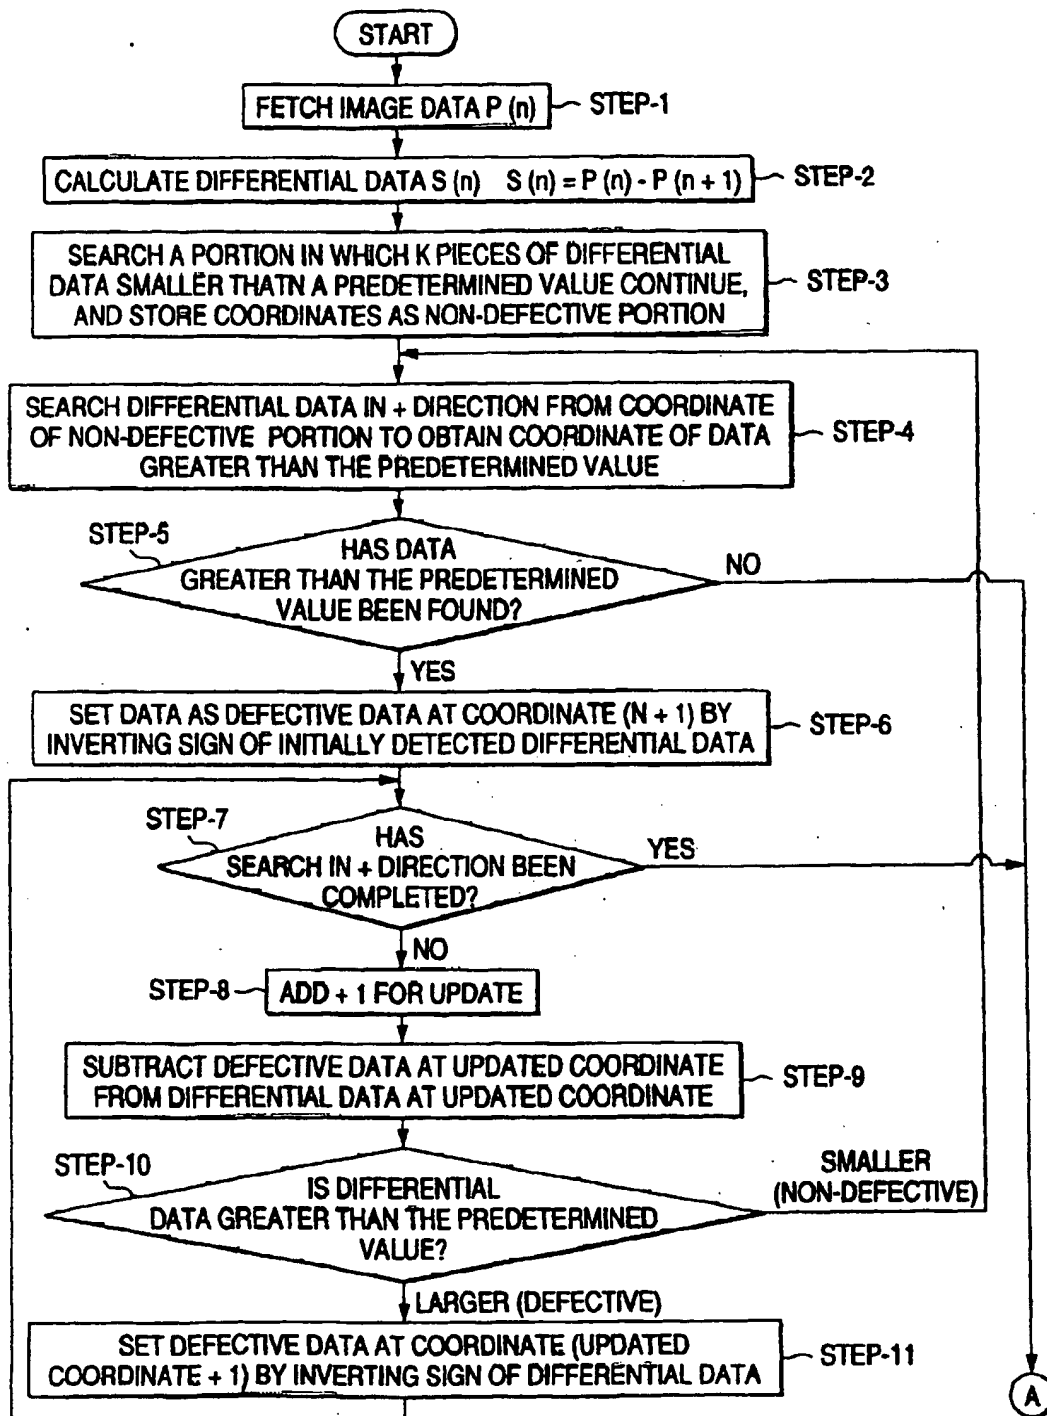 START
FETCH IMAGE DATA P (n)
STEP-1
CALCULATE DIFFERENTIAL DATA S (n) S (n) = P (n) - P (n + 1)
STEP-2
SEARCH A PORTION IN WHICH K PIECES OF DIFFERENTIAL
DATA SMALLER THATN A PREDETERMINED VALUE CONTINUE,
AND STORE COORDINATES AS NON-DEFECTIVE PORTION
STEP-3
SEARCH DIFFERENTIAL DATA IN + DIRECTION FROM COORDINATE
OF NON-DEFECTIVE PORTION TO OBTAIN COORDINATE OF DATA
GREATER THAN THE PREDETERMINED VALUE
STEP-4
STEP-5
HAS DATA
GREATER THAN THE PREDETERMINED
VALUE BEEN FOUND?
NO
YES
SET DATA AS DEFECTIVE DATA AT COORDINATE (N + 1) BY
INVERTING SIGN OF INITIALLY DETECTED DIFFERENTIAL DATA
STEP-6
STEP-7
HAS
SEARCH IN + DIRECTION BEEN
COMPLETED?
YES
NO
STEP-8
ADD + 1 FOR UPDATE
SUBTRACT DEFECTIVE DATA AT UPDATED COORDINATE
FROM DIFFERENTIAL DATA AT UPDATED COORDINATE
STEP-9
STEP-10
IS DIFFERENTIAL
DATA GREATER THAN THE PREDETERMINED
VALUE?
SMALLER
(NON-DEFECTIVE)
LARGER (DEFECTIVE)
SET DEFECTIVE DATA AT COORDINATE (UPDATED
COORDINATE + 1) BY INVERTING SIGN OF DIFFERENTIAL DATA
STEP-11
A